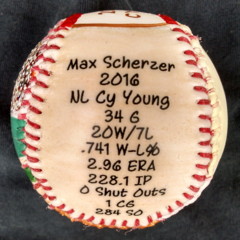 Max Scherzer
2016
NL Cy Young
34 G
20W/7L
.741 W-L%
2.96 ERA
228.1 IP
0 Shut Outs
1 CG
284 SO